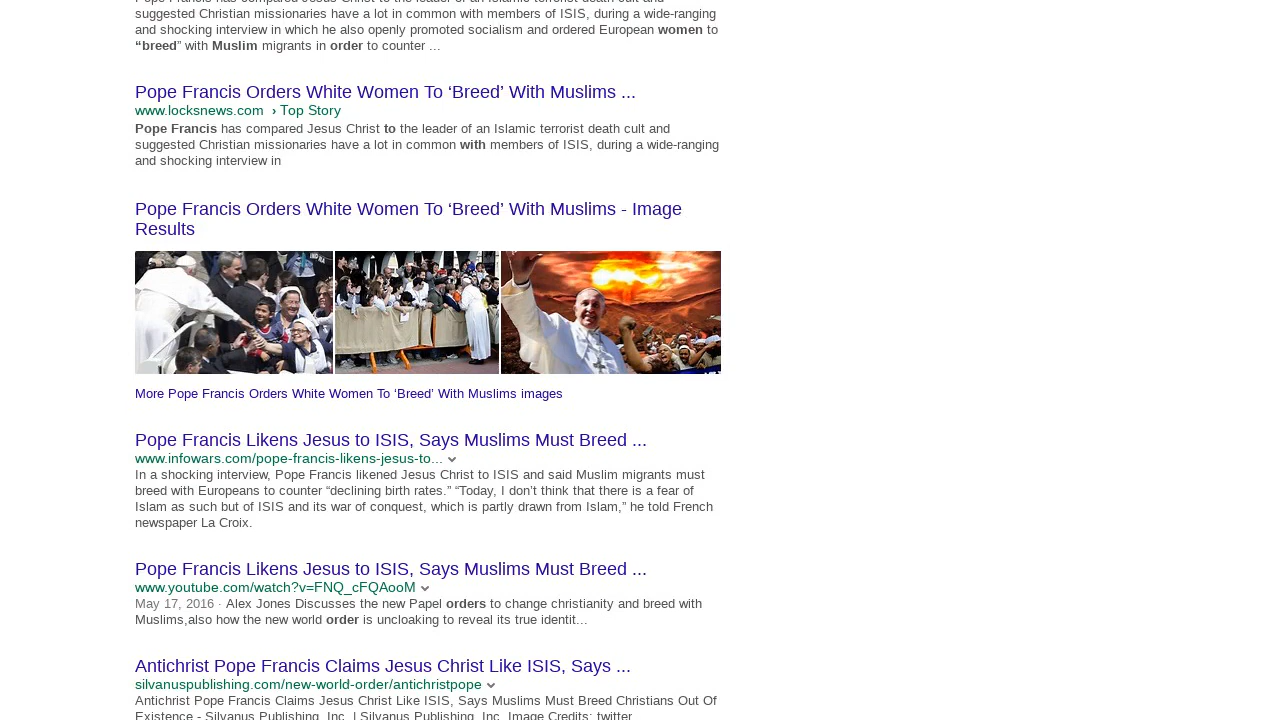 suggested Christian missionaries have a lot in common with members of ISIS, during a wide-ranging
and shocking interview in which he also openly promoted socialism and ordered European women to
“breed” with Muslim migrants in order to counter ...
Pope Francis Orders White Women To ‘Breed’ With Muslims ...
www.locksnews.com › Top Story
Pope Francis has compared Jesus Christ to the leader of an Islamic terrorist death cult and
suggested Christian missionaries have a lot in common with members of ISIS, during a wide-ranging
and shocking interview in
Pope Francis Orders White Women To ‘Breed’ With Muslims - Image
Results
More Pope Francis Orders White Women To ‘Breed’ With Muslims images
Pope Francis Likens Jesus to ISIS, Says Muslims Must Breed ...
www.infowars.com/pope-francis-likens-jesus-to...
In a shocking interview, Pope Francis likened Jesus Christ to ISIS and said Muslim migrants must
breed with Europeans to counter “declining birth rates.” “Today, I don’t think that there is a fear of
Islam as such but of ISIS and its war of conquest, which is partly drawn from Islam,” he told French
newspaper La Croix.
Pope Francis Likens Jesus to ISIS, Says Muslims Must Breed ...
www.youtube.com/watch?v=FNQ_cFQAooM
May 17, 2016 · Alex Jones Discusses the new Papel orders to change christianity and breed with
Muslims,also how the new world order is uncloaking to reveal its true identit...
Antichrist Pope Francis Claims Jesus Christ Like ISIS, Says ...
silvanuspublishing.com/new-world-order/antichristpope
Antichrist Pope Francis Claims Jesus Christ Like ISIS, Says Muslims Must Breed Christians Out Of
Existence - Silvanus Publishing, Inc. | Silvanus Publishing, Inc. Image Credits: twitter